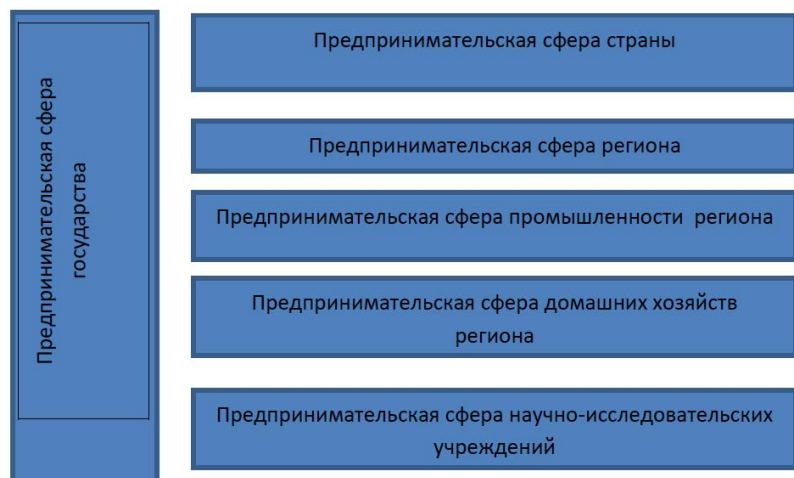 Предпринимательская сфера
государства
Предпринимательская сфера страны
Предпринимательская сфера региона
Предпринимательская сфера промышленности региона
Предпринимательская сфера домашних хозяйств
региона
Предпринимательская сфера научно-исследовательских
учреждений